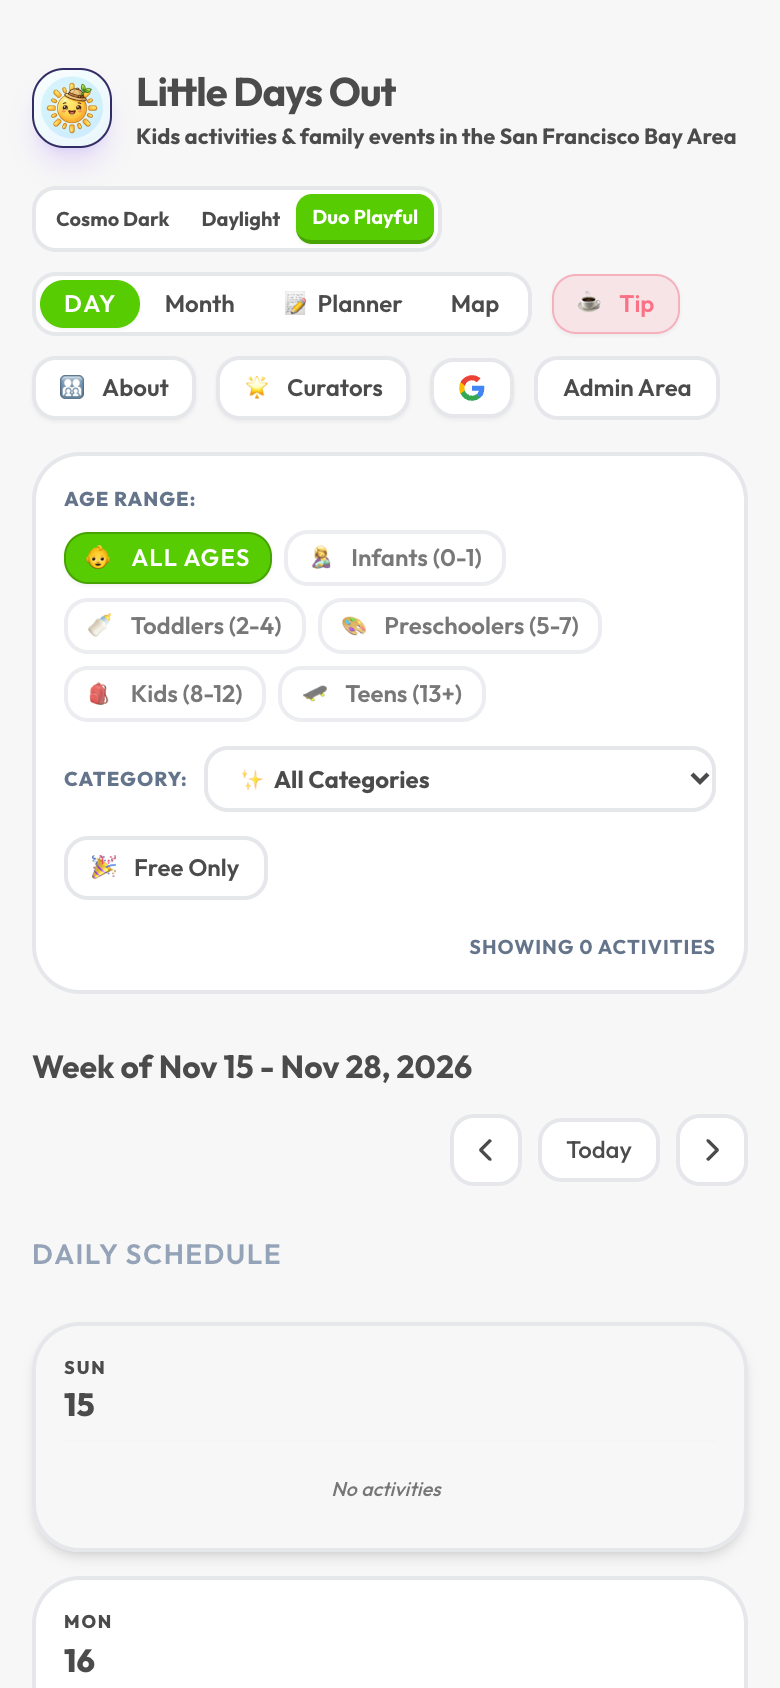 Little Days Out
Kids activities & family events in the San Francisco Bay Area
Cosmo Dark Daylight Duo Playful
DAY Month Planner Map Tip
About Curators Admin Area
AGE RANGE:
ALL AGES Infants (0-1)
Toddlers (2-4) Preschoolers (5-7)
Kids (8-12) Teens (13+)
CATEGORY: All Categories
Free Only
SHOWING 0 ACTIVITIES
Week of Nov 15 - Nov 28, 2026
Today
DAILY SCHEDULE
SUN
15
No activities
MON
16